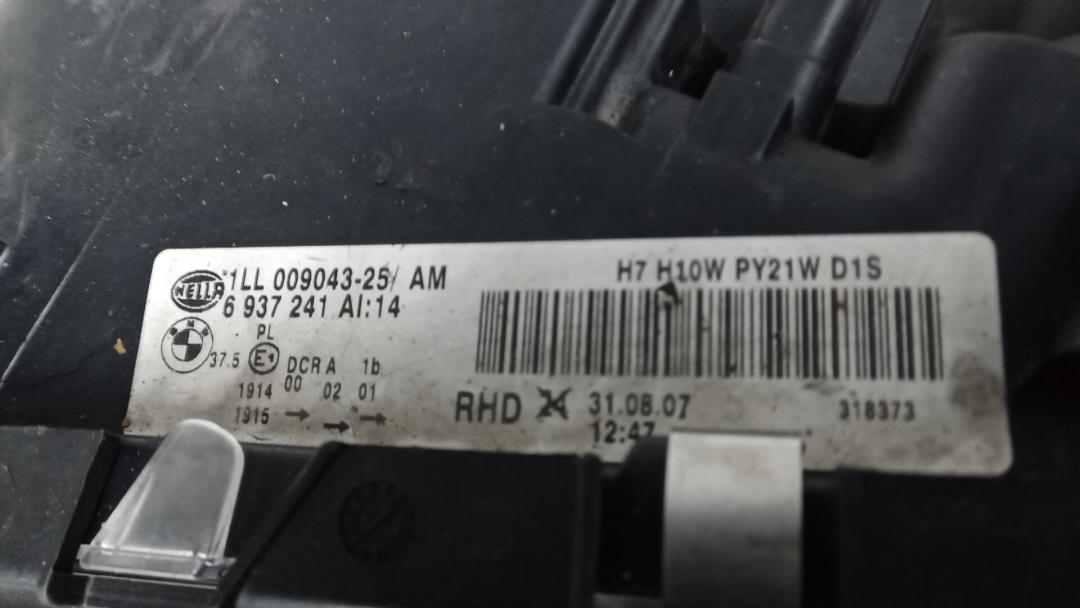 HELLA
1LL 009043-25/ AM
6 937 241 AI:14
H7 H10W PY21W D1S
BMW
PL
37.5 E1 DCR A 1b
00 02 01
1914
1915 → → →
RHD
31.08.07
318373
12:47